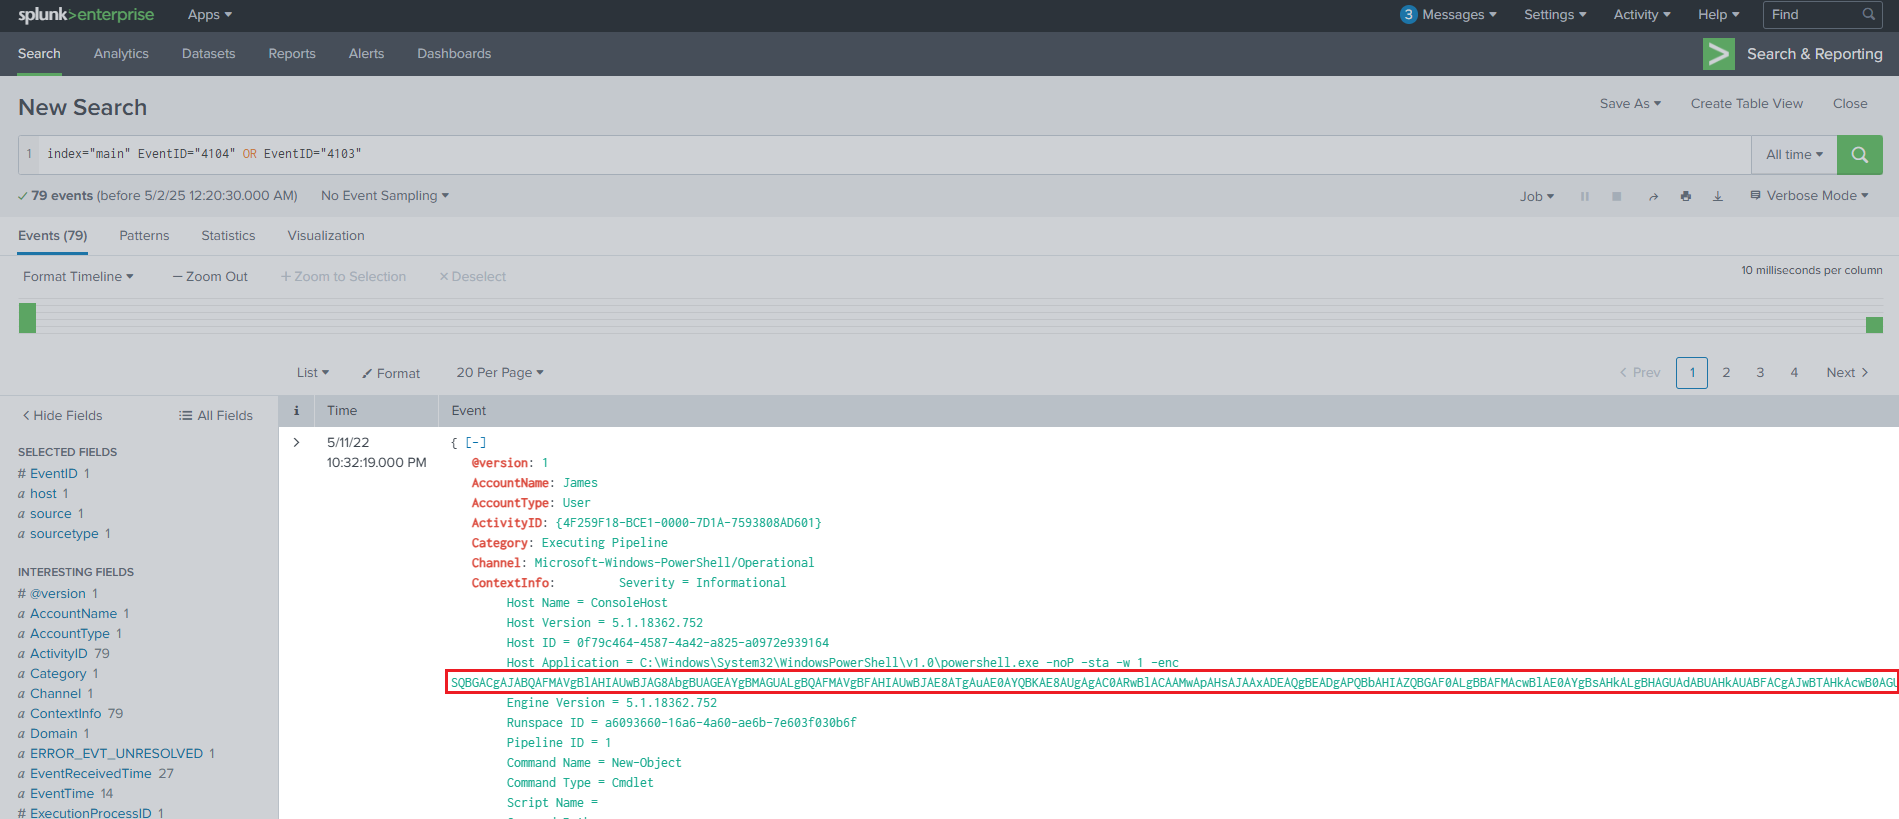 splunk>enterprise Apps 3 Messages Settings Activity Help Find
Search Analytics Datasets Reports Alerts Dashboards Search & Reporting
New Search Save As Create Table View Close
1 index="main" EventID="4104" OR EventID="4103" All time
79 events (before 5/2/25 12:20:30.000 AM) No Event Sampling Job Verbose Mode
Events (79) Patterns Statistics Visualization
Format Timeline — Zoom Out + Zoom to Selection × Deselect 10 milliseconds per column
List Format 20 Per Page < Prev 1 2 3 4 Next >
< Hide Fields All Fields i Time Event
SELECTED FIELDS
# EventID 1
a host 1
a source 1
a sourcetype 1
INTERESTING FIELDS
# @version 1
a AccountName 1
a AccountType 1
a ActivityID 79
a Category 1
a Channel 1
a ContextInfo 79
a Domain 1
a ERROR_EVT_UNRESOLVED 1
a EventReceivedTime 27
a EventTime 14
# ExecutionProcessID 1
> 5/11/22 { [-]
10:32:19.000 PM @version: 1
AccountName: James
AccountType: User
ActivityID: {4F259F18-BCE1-0000-7D1A-7593808AD601}
Category: Executing Pipeline
Channel: Microsoft-Windows-PowerShell/Operational
ContextInfo: Severity = Informational
Host Name = ConsoleHost
Host Version = 5.1.18362.752
Host ID = 0f79c464-4587-4a42-a825-a0972e939164
Host Application = C:\Windows\System32\WindowsPowerShell\v1.0\powershell.exe -noP -sta -w 1 -enc
SQBGACgAJABQAFMAVgBlAHIAUwBJAG8AbgBUAGEAYgBMAGUALgBQAFMAVgBFAHIAUwBJAE8ATgAuAE0AYQBKAE8AUgAgAC0ARwBlACAAMwApAHsAJAAxADEAQgBEADgAPQBbAHIAZQBGAF0ALgBBAFMAcwBlAE0AYgBsAHkALgBHAGUAdABUAHkAUABFACgAJwBTAHkAcwB0AGU
Engine Version = 5.1.18362.752
Runspace ID = a6093660-16a6-4a60-ae6b-7e603f030b6f
Pipeline ID = 1
Command Name = New-Object
Command Type = Cmdlet
Script Name =